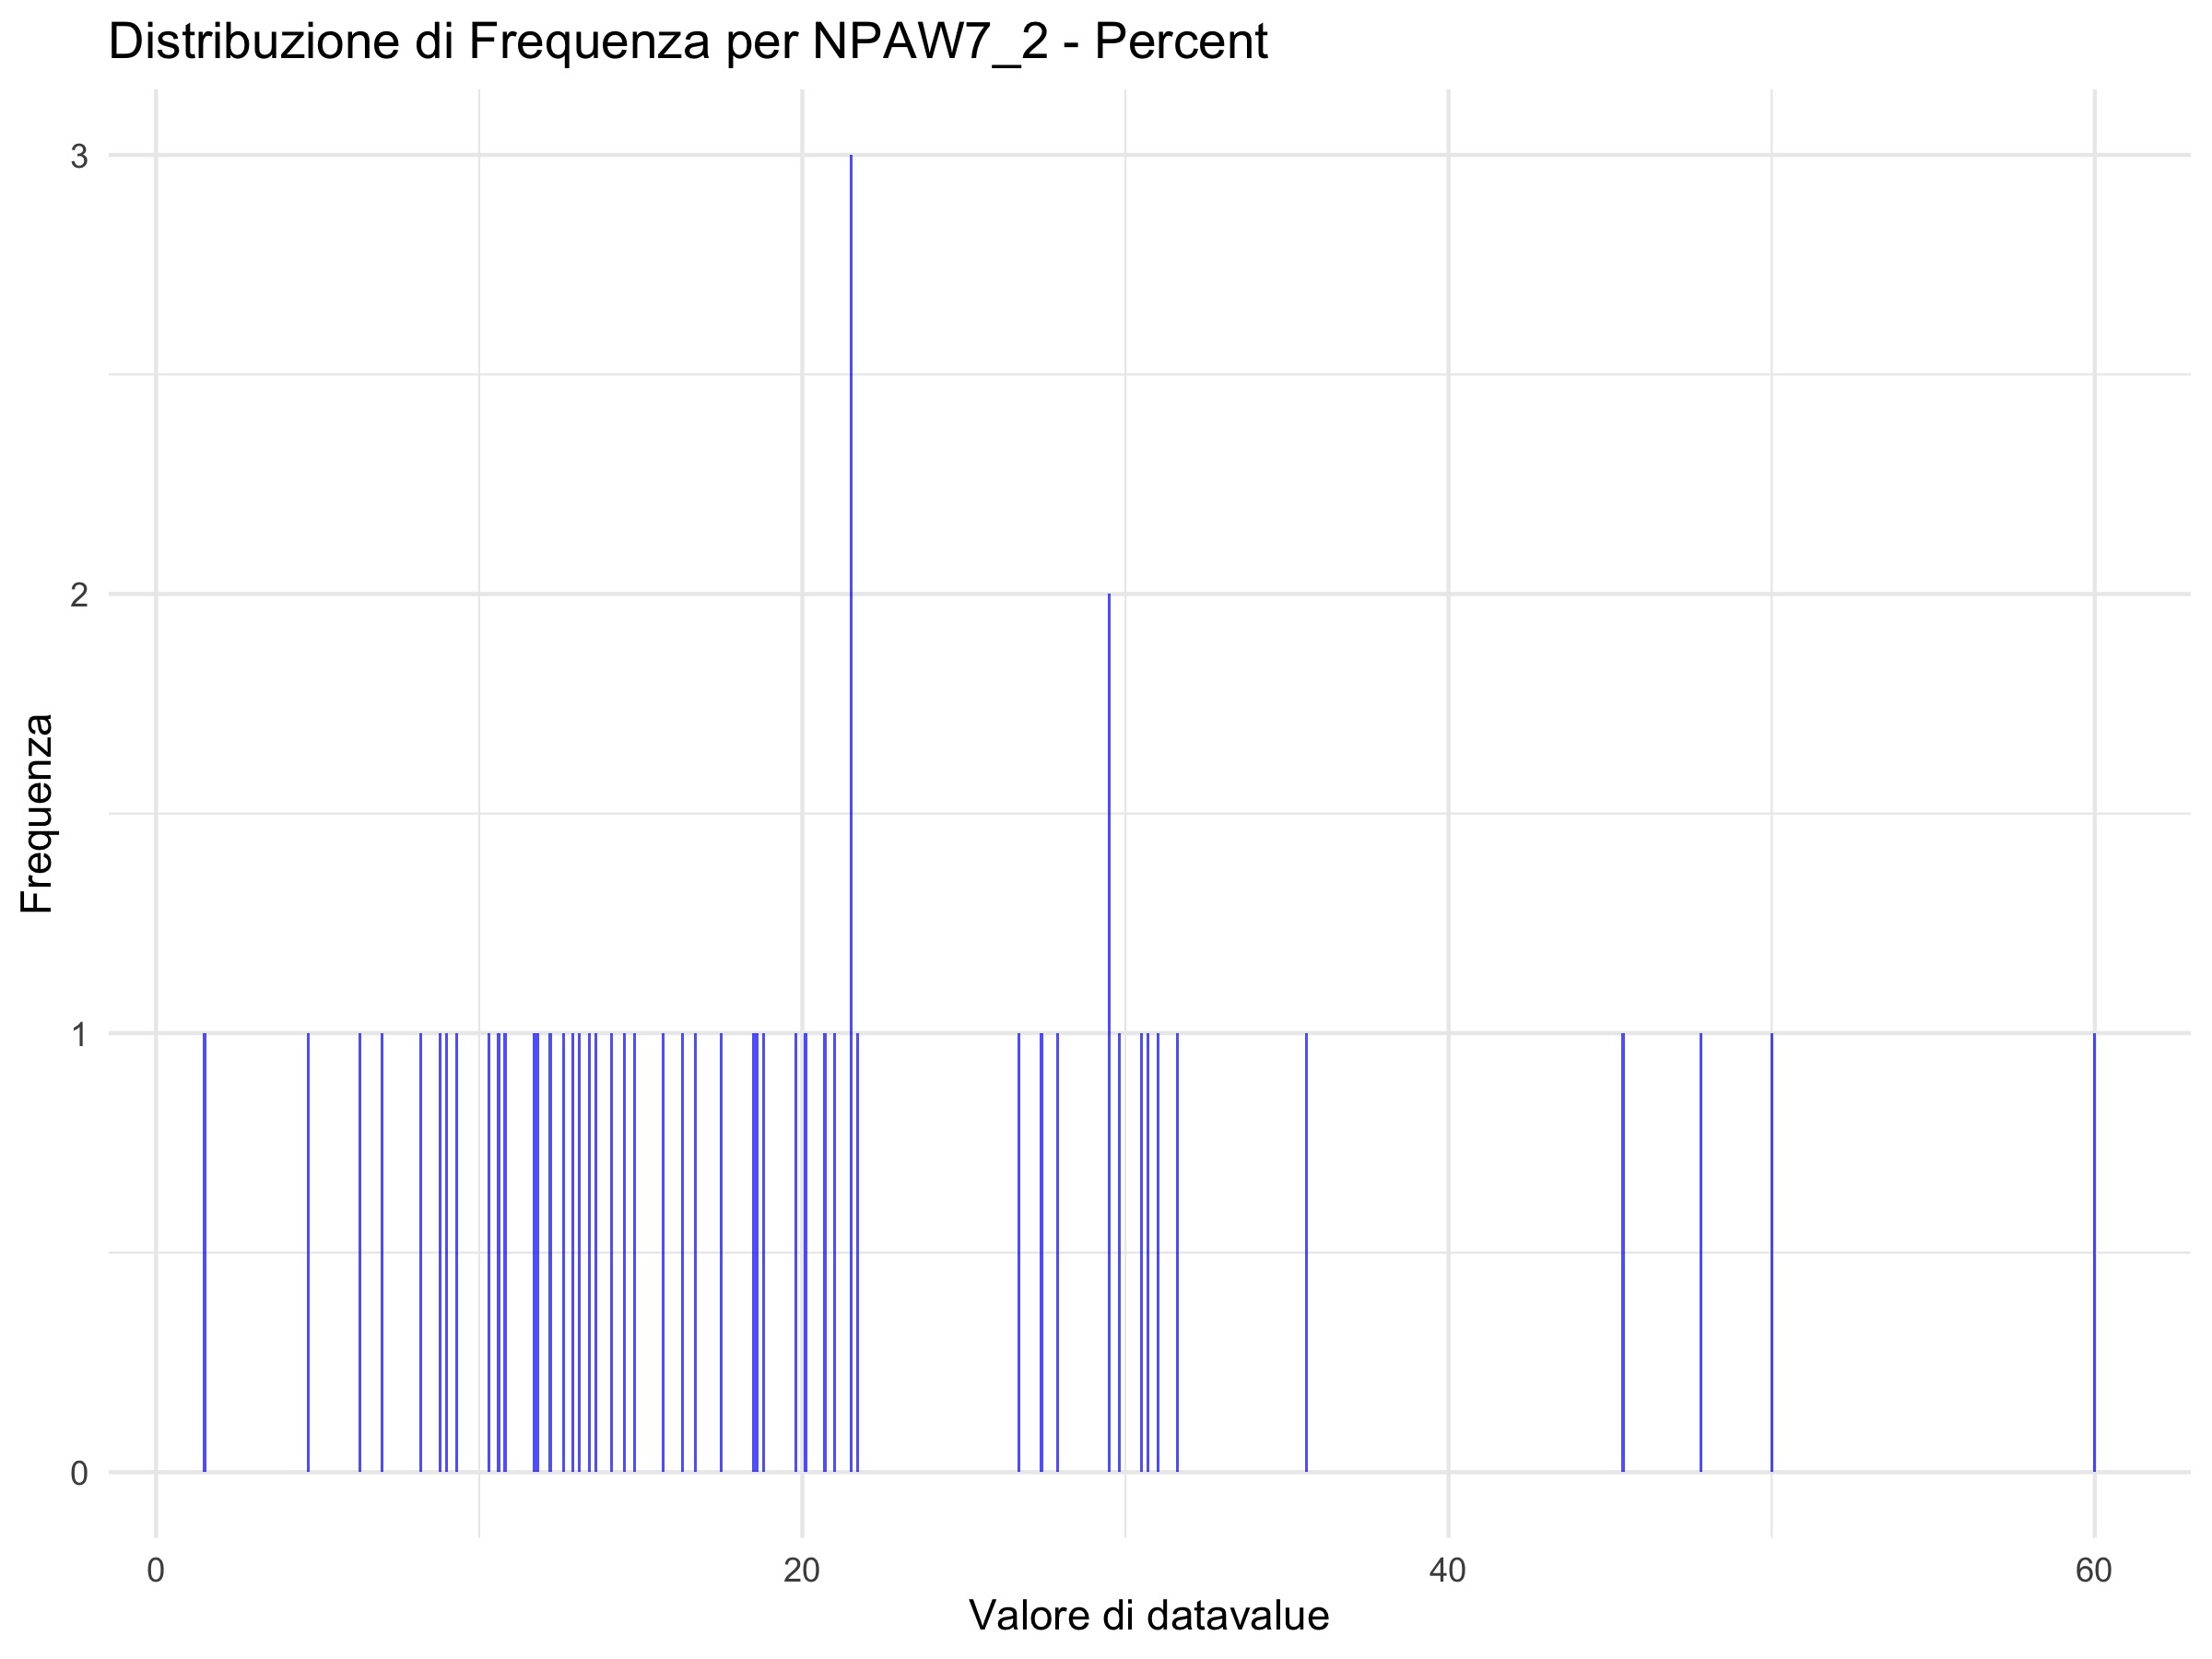 Distribuzione di Frequenza per NPAW7_2 - Percent
3
2
1
0
Frequenza
0 20 40 60
Valore di datavalue